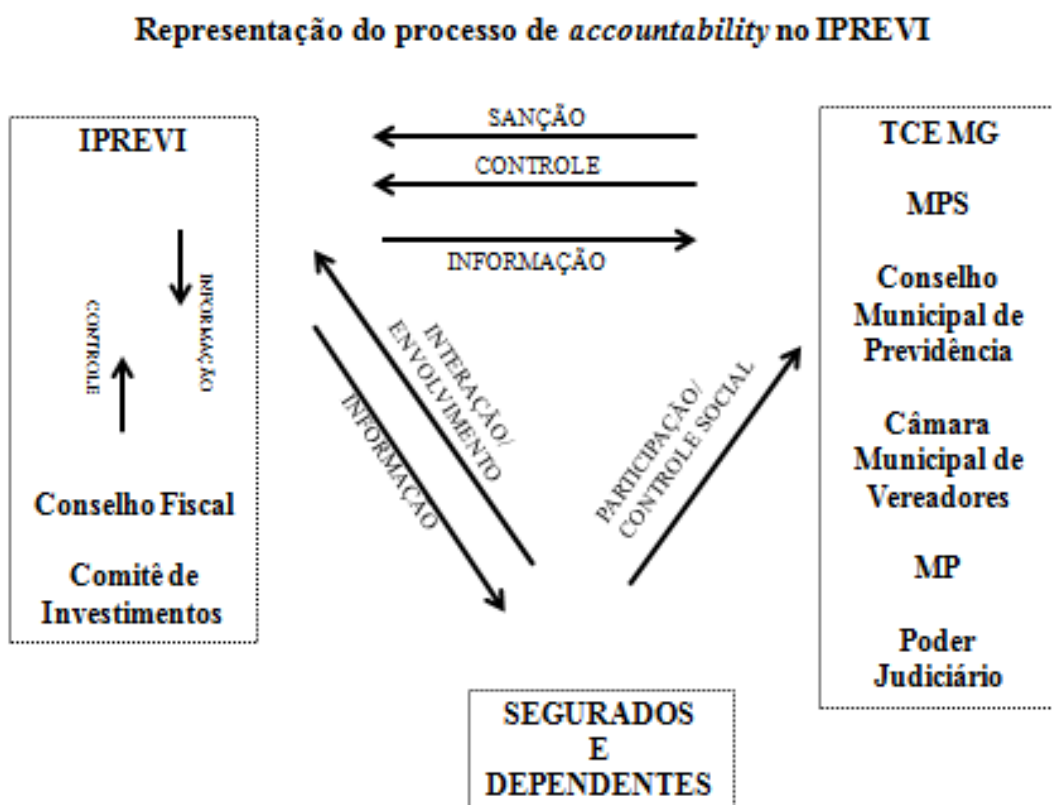 Representação do processo de accountability no IPREVI
IPREVI
INFORMAÇÃO
CONTROLE
Conselho Fiscal
Comitê de
Investimentos
SANÇÃO
CONTROLE
INFORMAÇÃO
INTERAÇÃO/
ENVOLVIMENTO
INFORMAÇÃO
PARTICIPAÇÃO/
CONTROLE SOCIAL
TCE MG
MPS
Conselho
Municipal de
Previdência
Câmara
Municipal de
Vereadores
MP
Poder
Judiciário
SEGURADOS
E
DEPENDENTES